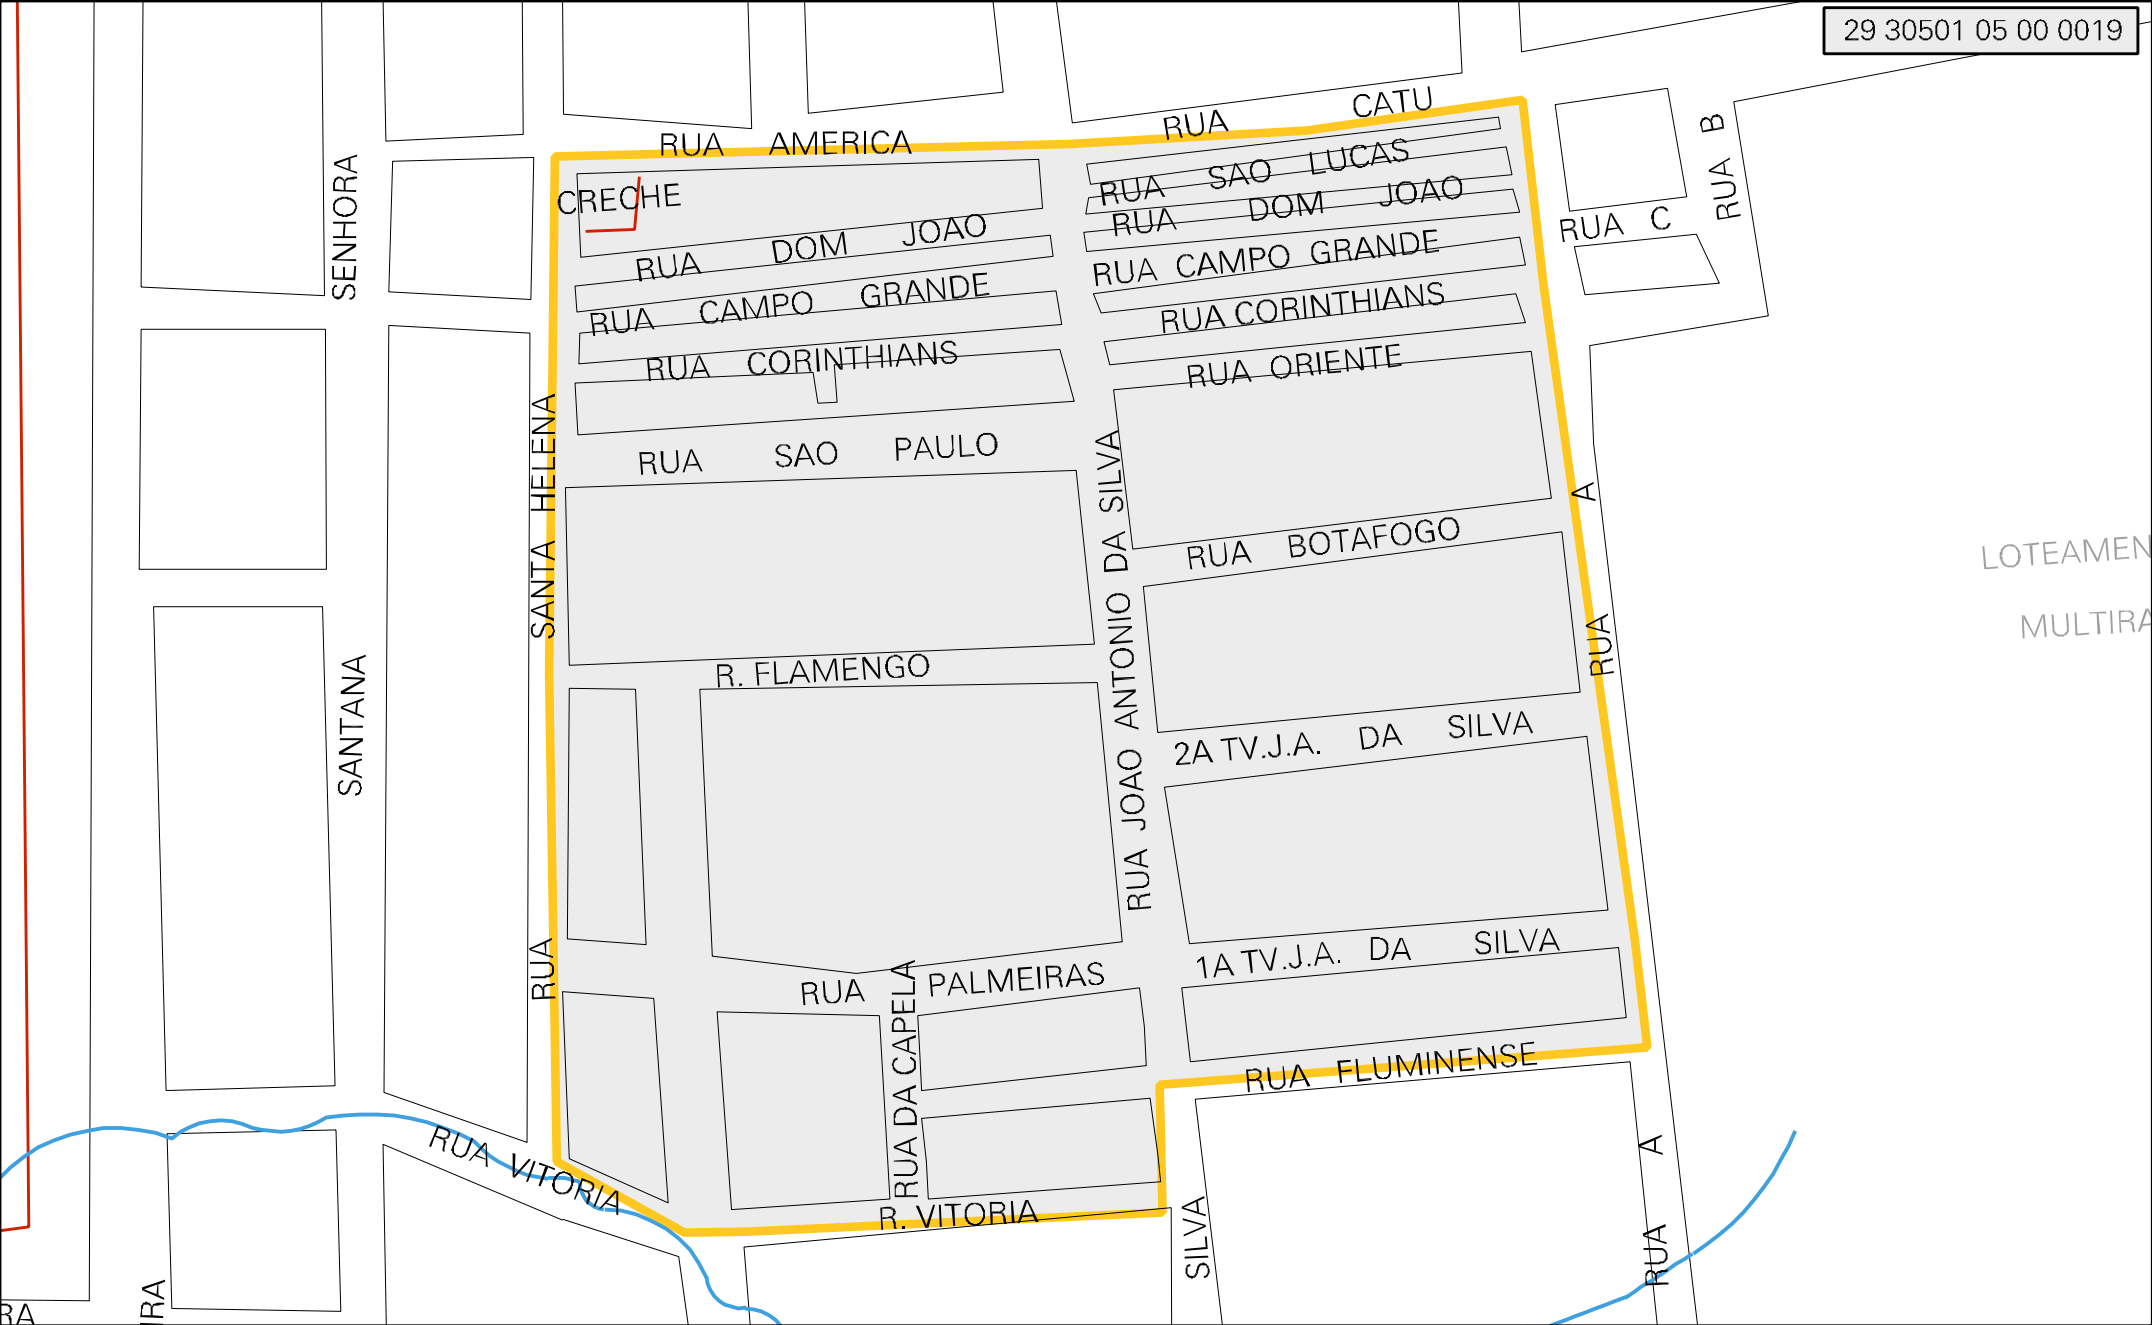 29 30501 05 00 0019
RUA CATU
RUA AMERICA
RUA B
SENHORA
CRECHE
RUA SAO LUCAS
RUA DOM JOAO
RUA C
RUA DOM JOAO
RUA CAMPO GRANDE
RUA CAMPO GRANDE
RUA CORINTHIANS
RUA CORINTHIANS
RUA ORIENTE
RUA SAO PAULO
RUA SANTA HELENA
RUA JOAO ANTONIO DA SILVA
RUA A
RUA BOTAFOGO
LOTEAMEN
MULTIRA
R. FLAMENGO
SANTANA
2A TV.J.A. DA SILVA
1A TV.J.A. DA SILVA
RUA PALMEIRAS
RUA DA CAPELA
RUA FLUMINENSE
RUA VITORIA
R. VITORIA
SILVA
RUA A
RA
IRA